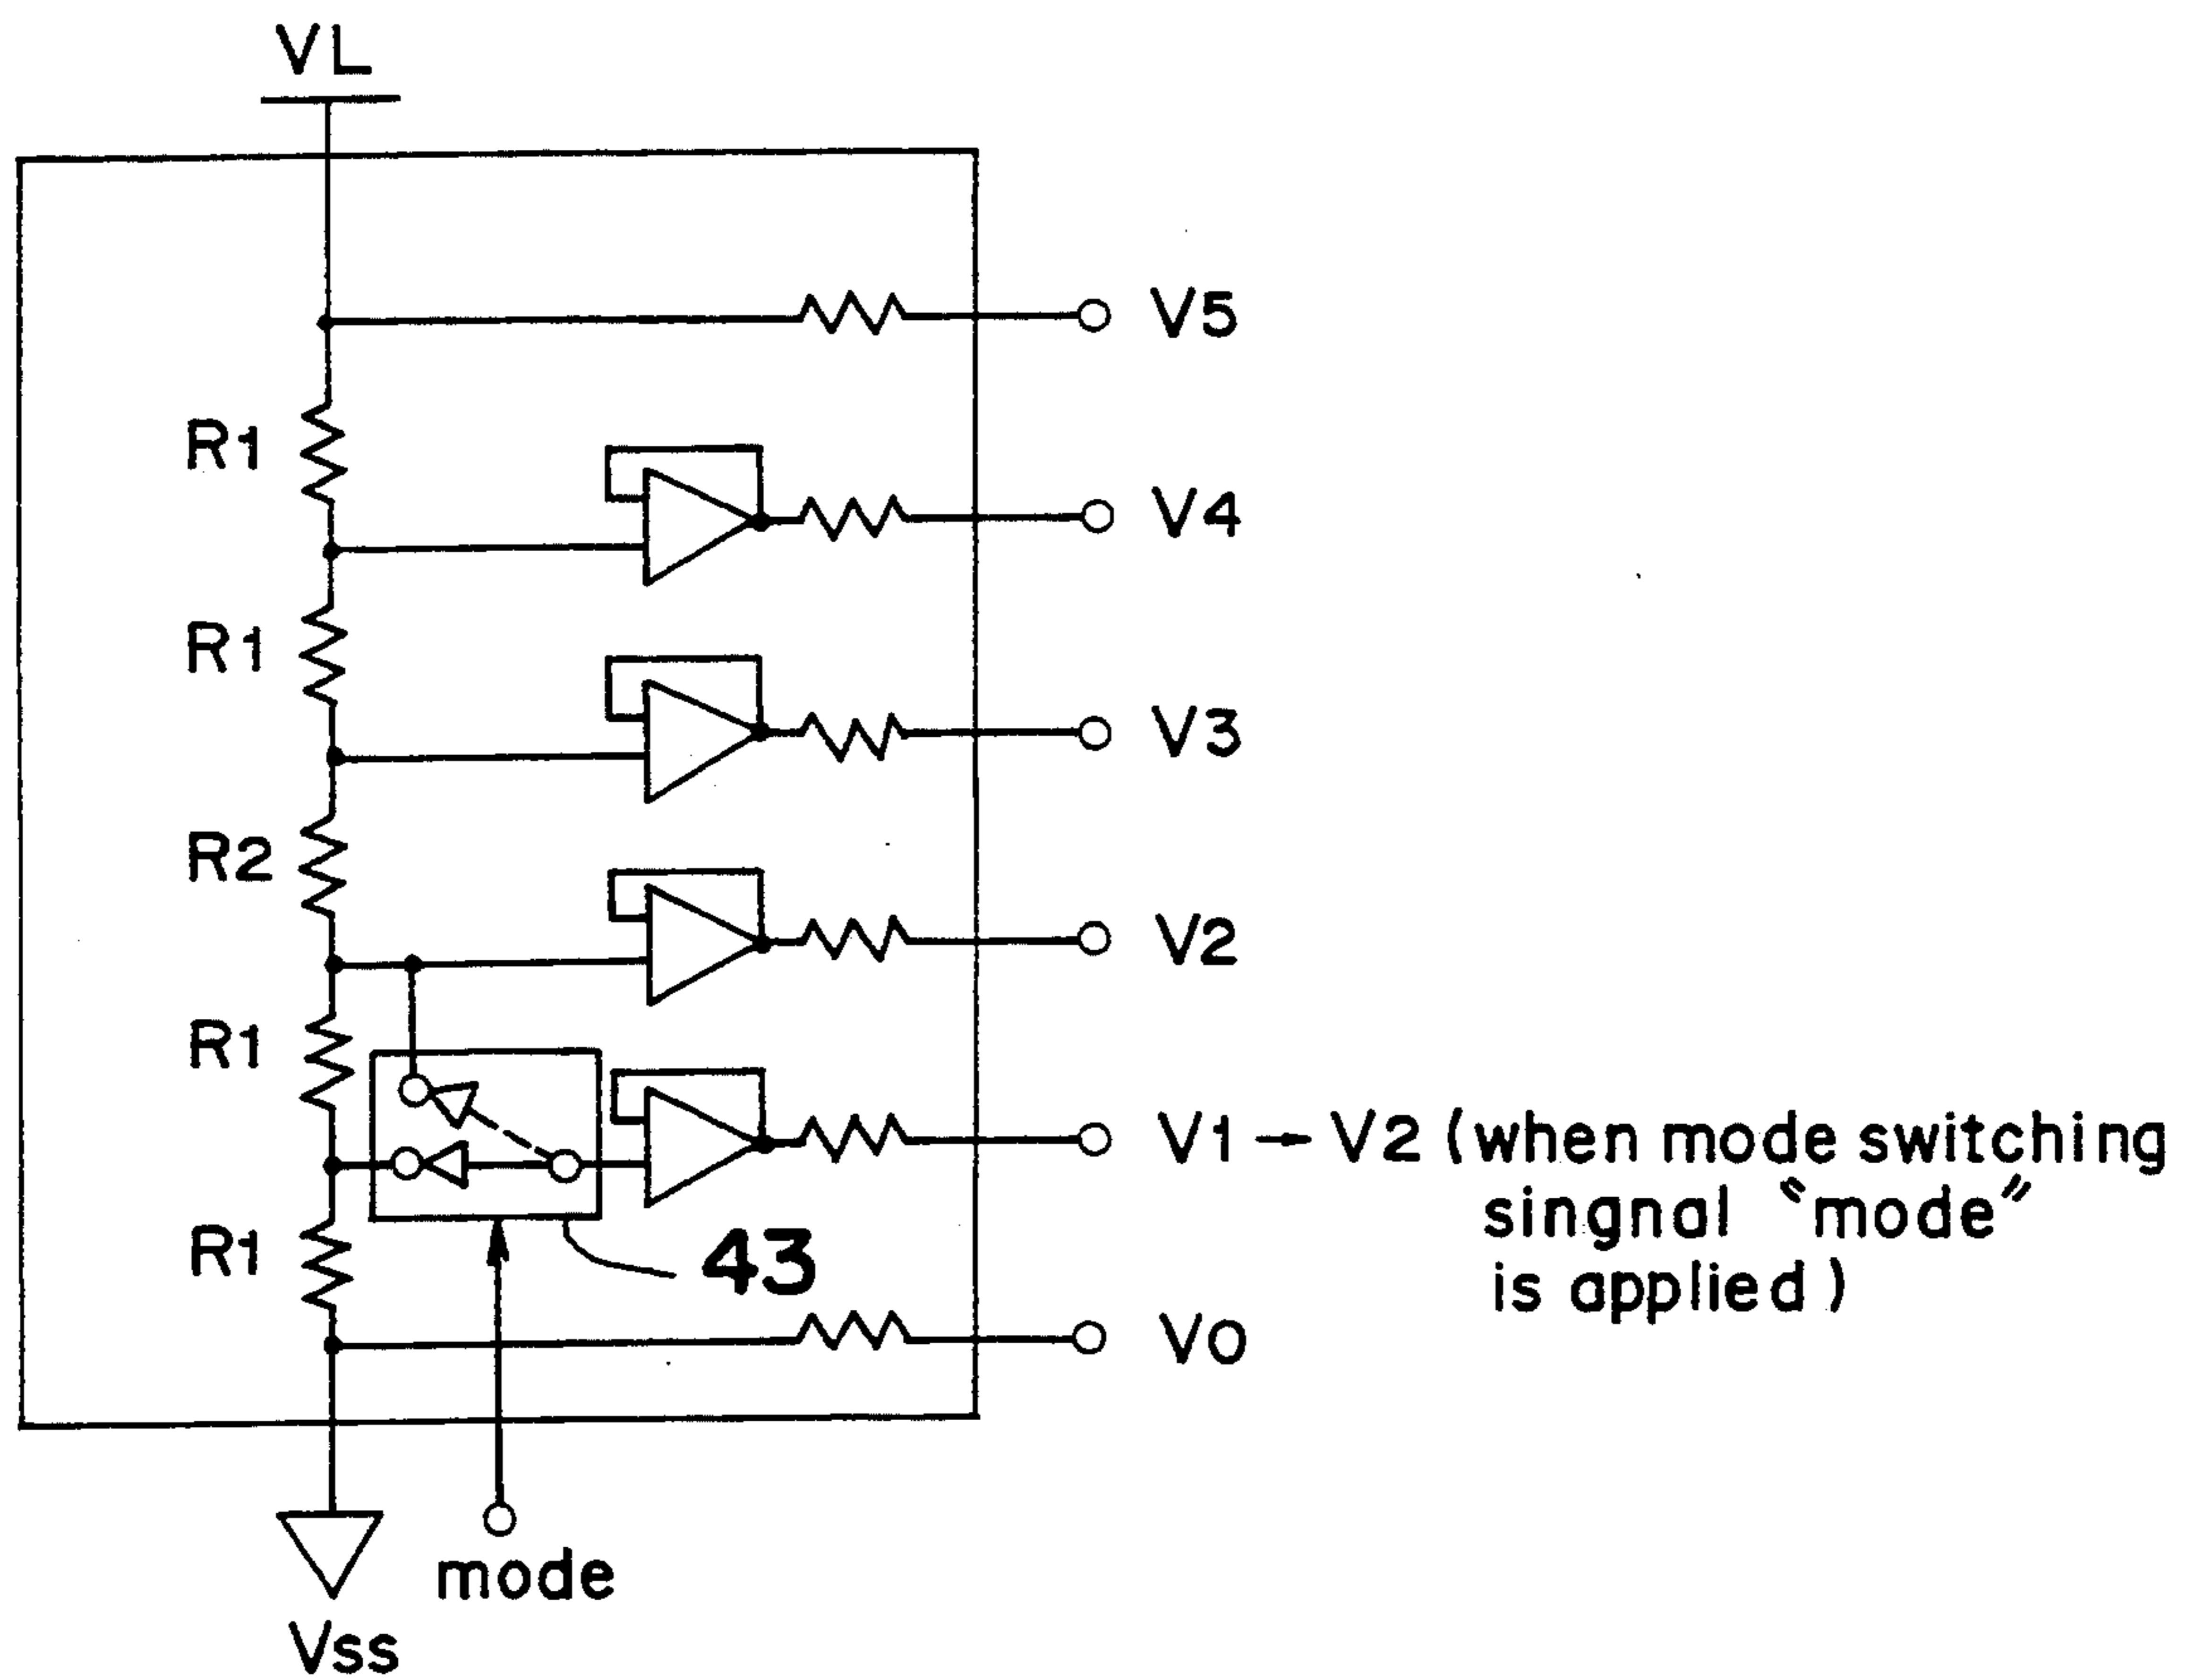 VL
V5
R1
V4
R1
V3
R2
V2
R1
V1 → V2 (when mode switching
singnal "mode"
is applied)
R1
43
V0
mode
Vss